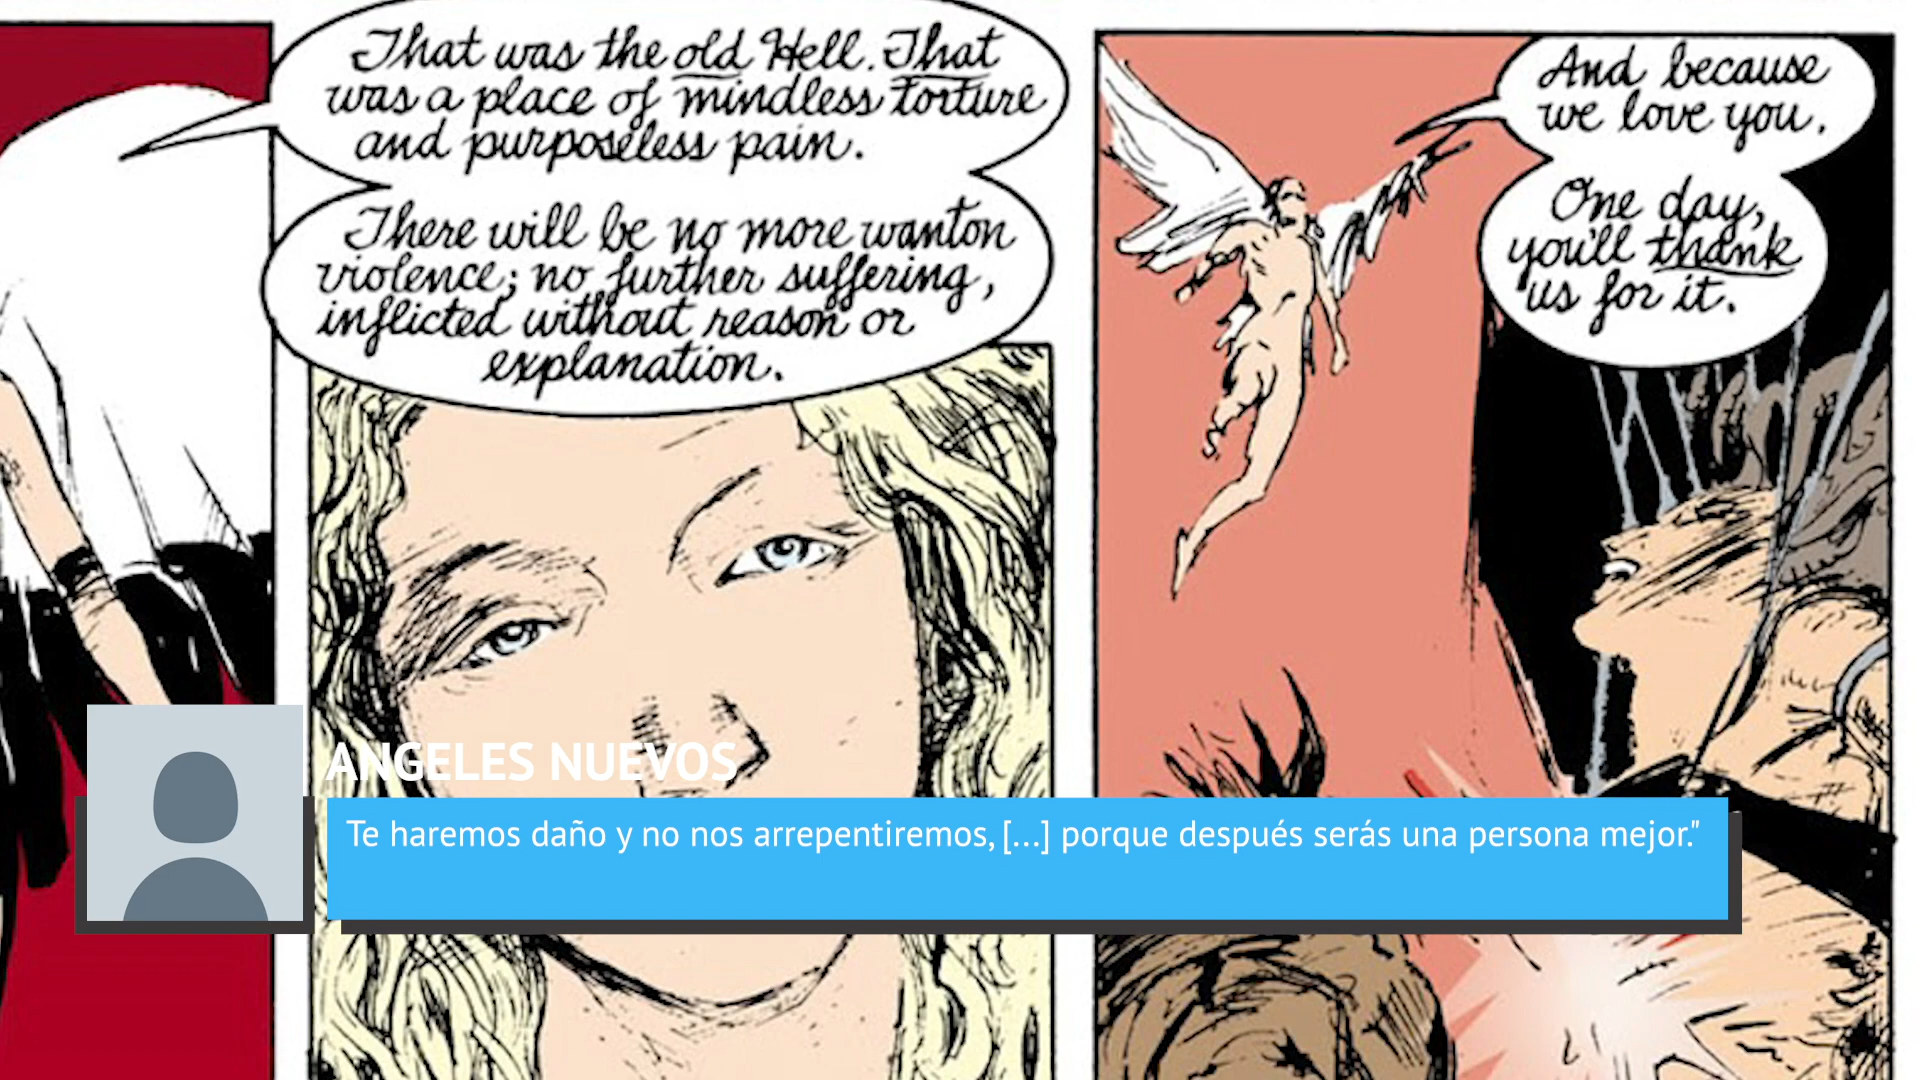 That was the old Hell. That
was a place of mindless torture
and purposeless pain.
There will be no more wanton
violence; no further suffering,
inflicted without reason or
explanation.
And because
we love you.
One day,
you'll thank
us for it.
ANGELES NUEVOS
Te haremos daño y no nos arrepentiremos, [...] porque después serás una persona mejor."